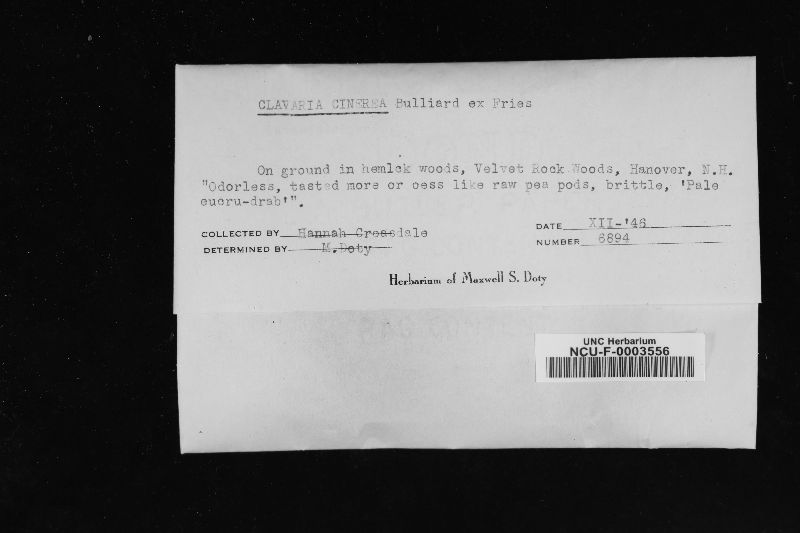 CLAVARIA CINEREA Bulliard ex Fries
On ground in hemlck woods, Velvet Rock Woods, Hanover, N.H.
"Odorless, tasted more or oess like raw pea pods, brittle, 'Pale
eucru-drab'".
COLLECTED BY Hannah Croasdale
DATE XII-'46
DETERMINED BY M.Doty
NUMBER 6894
Herbarium of Maxwell S. Doty
UNC Herbarium
NCU-F-0003556